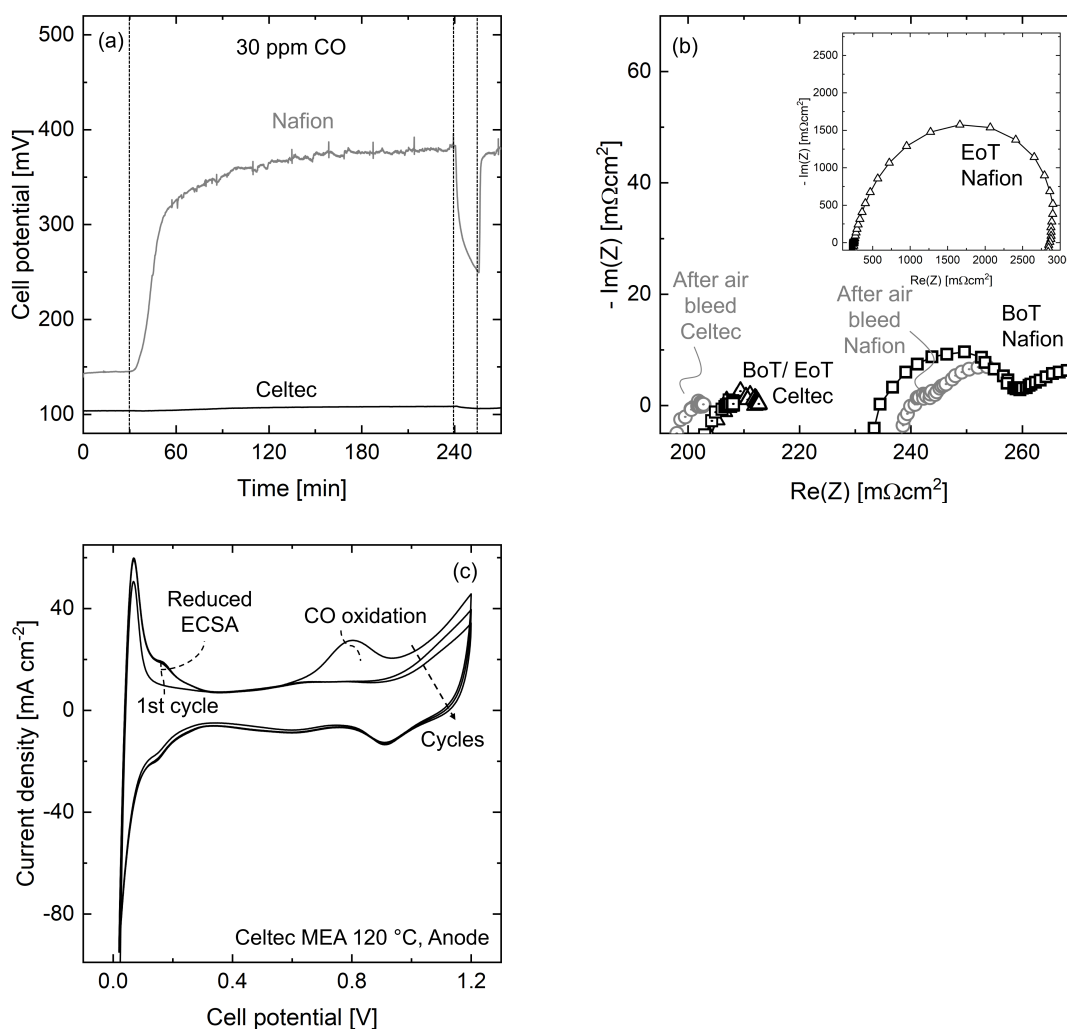 (a)
30 ppm CO
Nafion
Celtec
500
400
300
200
100
0
60
120
180
240
Cell potential [mV]
Time [min]
(b)
60
40
20
0
200
220
240
260
- Im(Z) [mΩcm²]
Re(Z) [mΩcm²]
After air
bleed
Celtec
BoT/ EoT
Celtec
After air
bleed
Nafion
BoT
Nafion
2500
2000
1500
1000
500
0
500
1000
1500
2000
2500
300
- Im(Z) [mΩcm²]
Re(Z) [mΩcm²]
EoT
Nafion
(c)
Reduced
ECSA
CO oxidation
1st cycle
Cycles
Celtec MEA 120 °C, Anode
40
0
-40
-80
0.0
0.4
0.8
1.2
Current density [mA cm⁻²]
Cell potential [V]